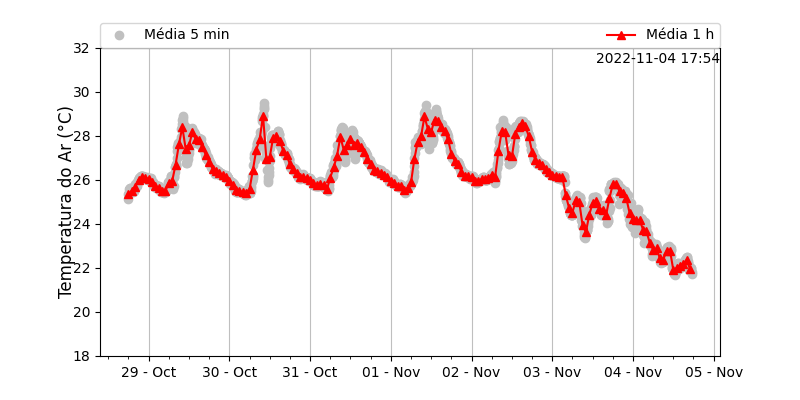 Média 5 min
Média 1 h
2022-11-04 17:54
Temperatura do Ar (°C)
32
30
28
26
24
22
20
18
29 - Oct
30 - Oct
31 - Oct
01 - Nov
02 - Nov
03 - Nov
04 - Nov
05 - Nov